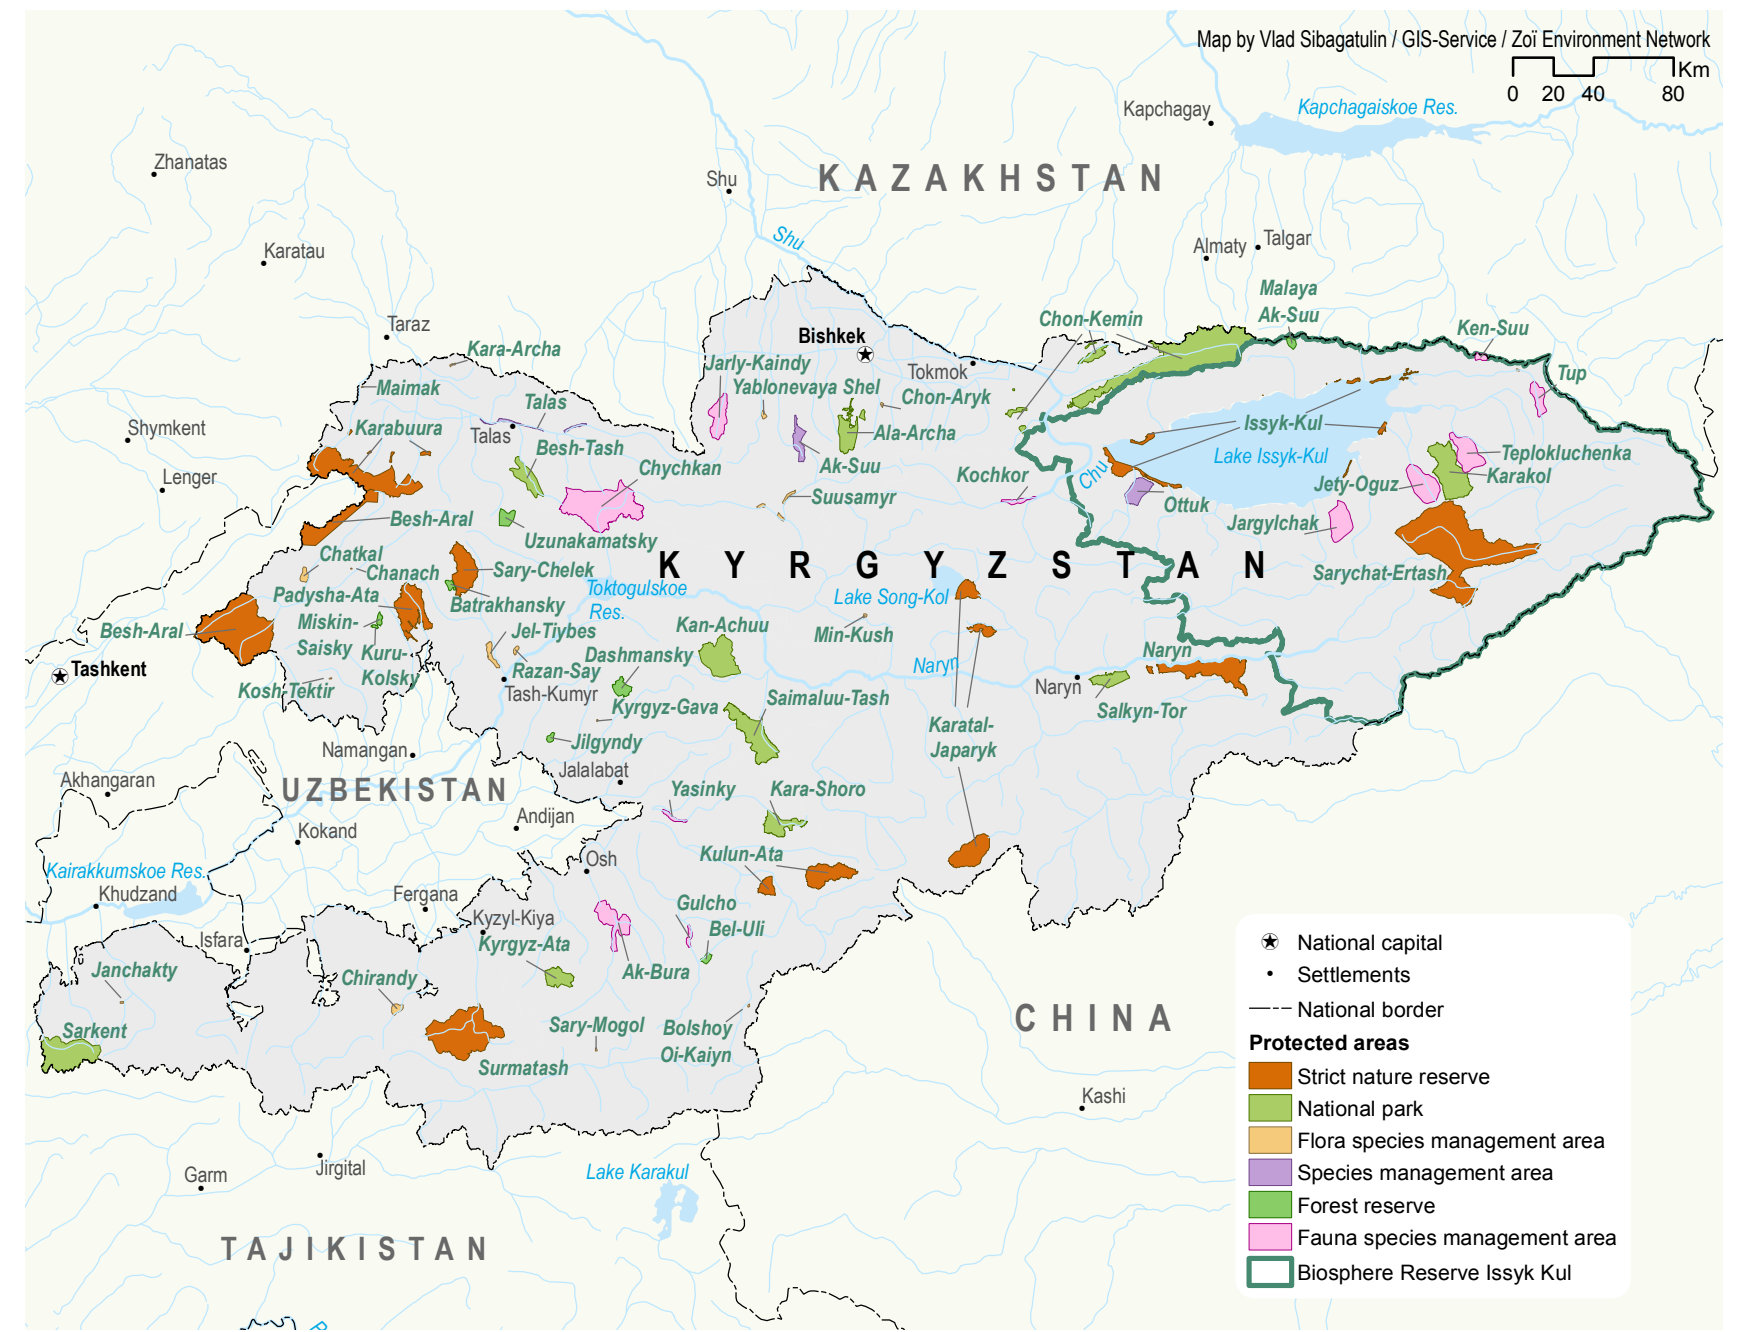 Map by Vlad Sibagatulin / GIS-Service / Zoï Environment Network
Km
0 20 40 80
Kapchagay
Kapchagaiskoe Res.
Zhanatas
Shu
KAZAKHSTAN
Karatau
Shu
Almaty
Talgar
Malaya
Ak-Suu
Taraz
Chon-Kemin
Ken-Suu
Bishkek
Kara-Archa
Jarly-Kaindy
Tokmok
Tup
Maimak
Yablonevaya Shel
Chon-Aryk
Talas
Shymkent
Karabuura
Talas
Ala-Archa
Issyk-Kul
Besh-Tash
Teplokluchenka
Lake Issyk-Kul
Lenger
Chychkan
Ak-Suu
Kochkor
Chu
Karakol
Jety-Oguz
Suusamyr
Ottuk
Besh-Aral
Jargylchak
Uzunakamatsky
Chatkal
Chanach
Sary-Chelek
KYRGYZSTAN
Sarychat-Ertash
Padysha-Ata
Toktogulskoe
Res.
Lake Song-Kol
Batrakhansky
Miskin-
Saisky
Besh-Aral
Jel-Tiybes
Kan-Achuu
Min-Kush
Kuru-
Kolsky
Dashmansky
Naryn
Naryn
Tashkent
Razan-Say
Kosh-Tektir
Tash-Kumyr
Naryn
Saimaluu-Tash
Kyrgyz-Gava
Salkyn-Tor
Karatal-
Japaryk
Jilgyndy
Namangan
Jalalabat
Akhangaran
UZBEKISTAN
Yasinky
Kara-Shoro
Andijan
Kokand
Kulun-Ata
Osh
Kairakkumskoe Res.
Khudzand
Fergana
Gulcho
Kyzyl-Kiya
Bel-Uli
Isfara
Kyrgyz-Ata
Janchakty
Chirandy
Ak-Bura
Sarkent
Sary-Mogol
Bolshoy
Oi-Kaiyn
CHINA
Surmatash
Kashi
Garm
Jirgital
Lake Karakul
TAJIKISTAN
National capital
Settlements
National border
Protected areas
Strict nature reserve
National park
Flora species management area
Species management area
Forest reserve
Fauna species management area
Biosphere Reserve Issyk Kul